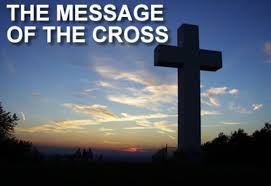 THE MESSAGE
OF THE CROSS